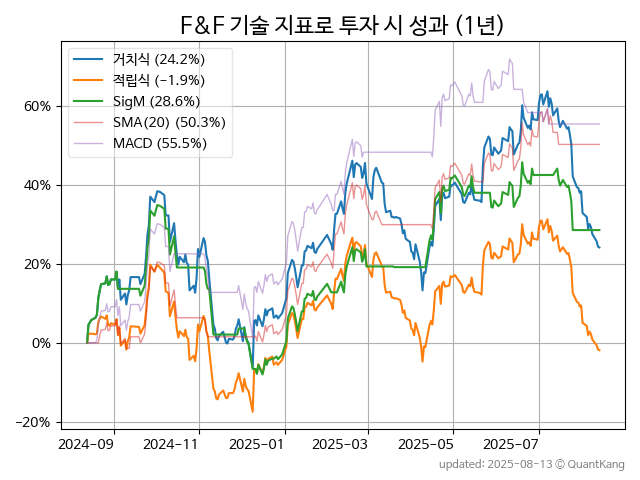 F&F 기술 지표로 투자 시 성과 (1년)
거치식 (24.2%)
적립식 (−1.9%)
SigM (28.6%)
SMA(20) (50.3%)
MACD (55.5%)
60%
40%
20%
0%
−20%
2024-09
2024-11
2025-01
2025-03
2025-05
2025-07
updated: 2025-08-13 © QuantKang